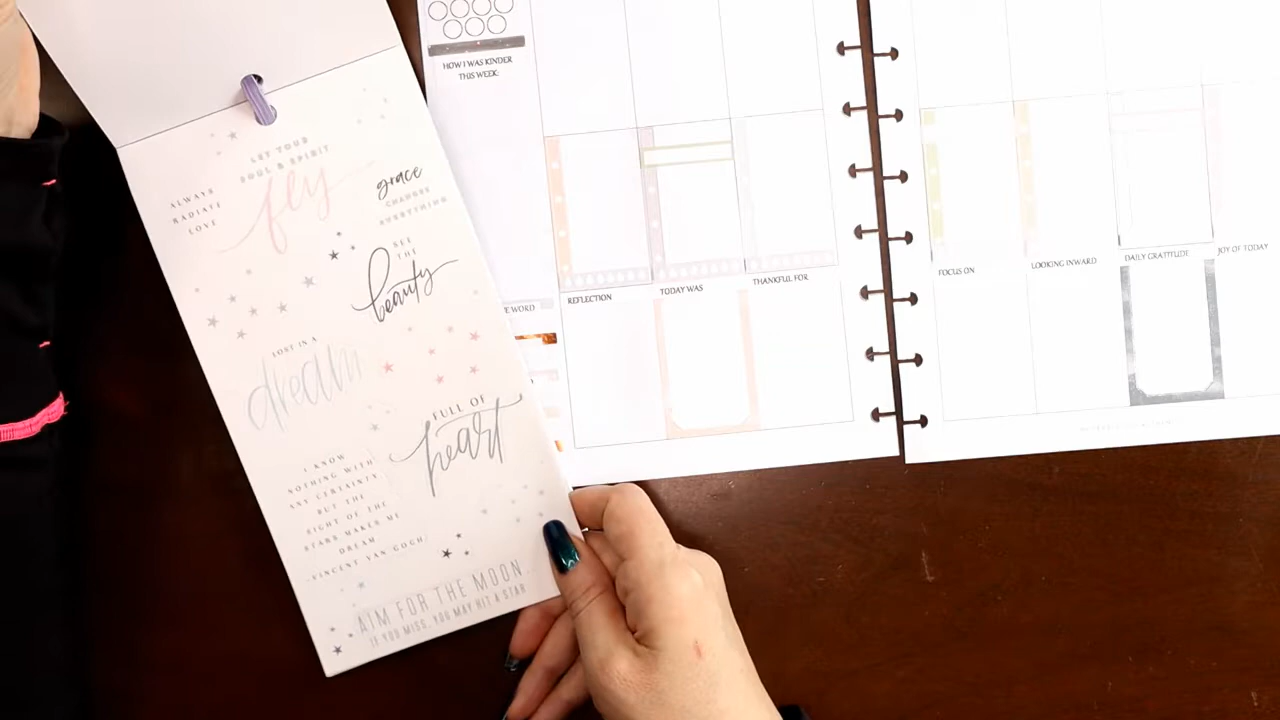 LET YOUR
SOUL & SPIRIT
fly
ALWAYS
RADIATE
LOVE
grace
CHANGES
EVERYTHING
SEE
THE
beauty
LOST IN A
dream
FULL OF
heart
I KNOW
NOTHING WITH
ANY CERTAINTY
BUT THE
SIGHT OF THE
STARS MAKES ME
DREAM.
-VINCENT VAN GOGH
AIM FOR THE MOON
IF YOU MISS, YOU MAY HIT A STAR
HOW I WAS KINDER
THIS WEEK:
WORD
REFLECTION
TODAY WAS
THANKFUL FOR
FOCUS ON
LOOKING INWARD
DAILY GRATITUDE
JOY OF TODAY